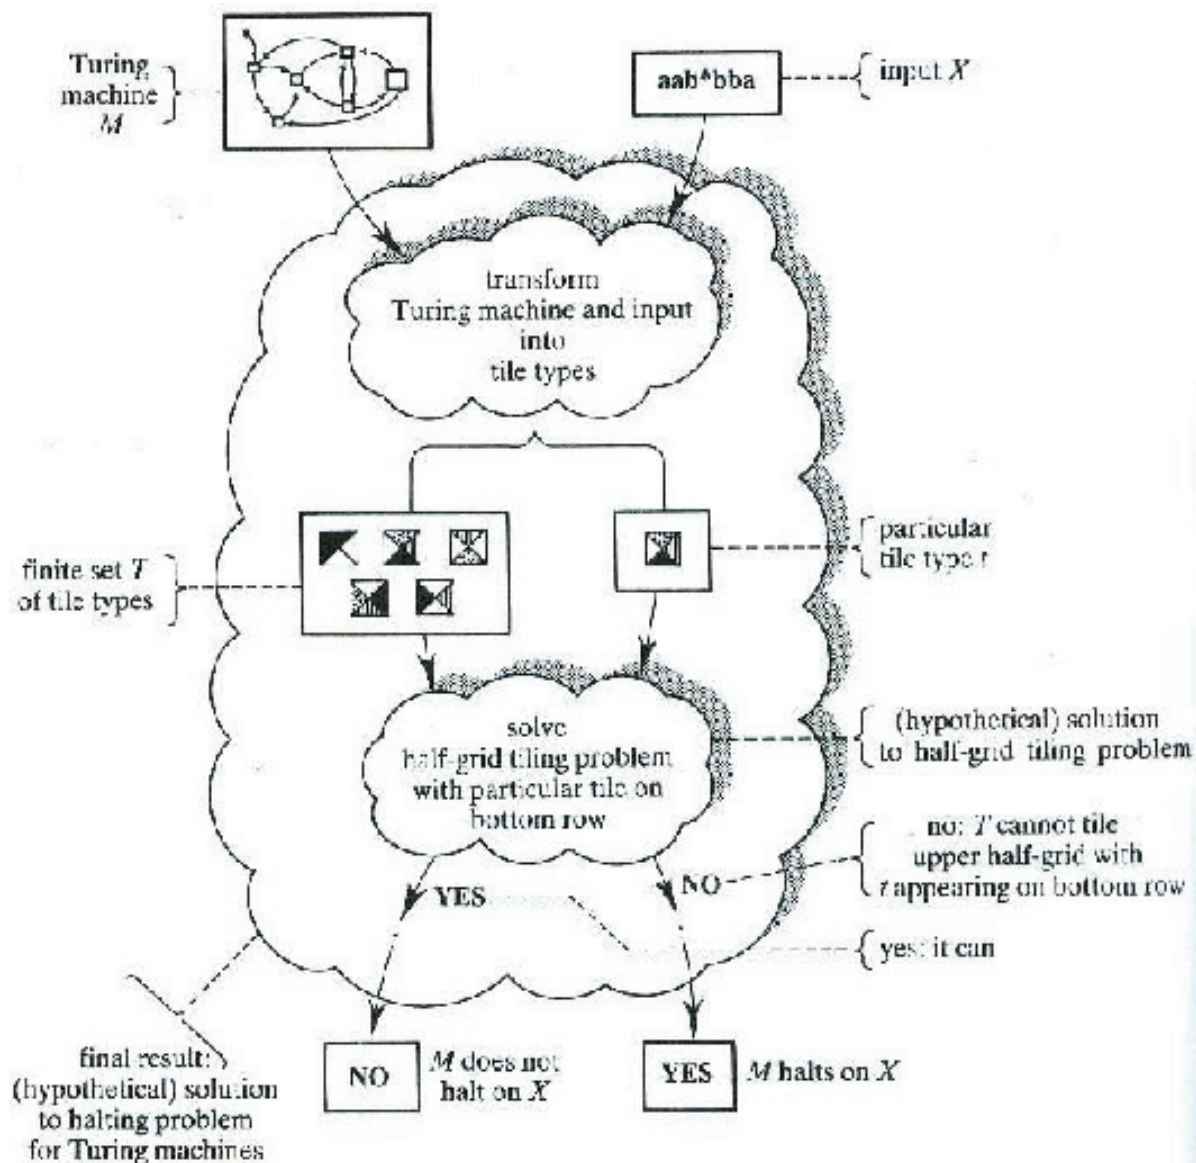 Turing
machine
M
aab*bba
input X
transform
Turing machine and input
into
tile types
finite set T
of tile types
particular
tile type t
solve
half-grid tiling problem
with particular tile on
bottom row
(hypothetical) solution
to half-grid tiling problem
YES
NO
no: T cannot tile
upper half-grid with
t appearing on bottom row
yes: it can
final result:
(hypothetical) solution
to halting problem
for Turing machines
NO
M does not
halt on X
YES
M halts on X